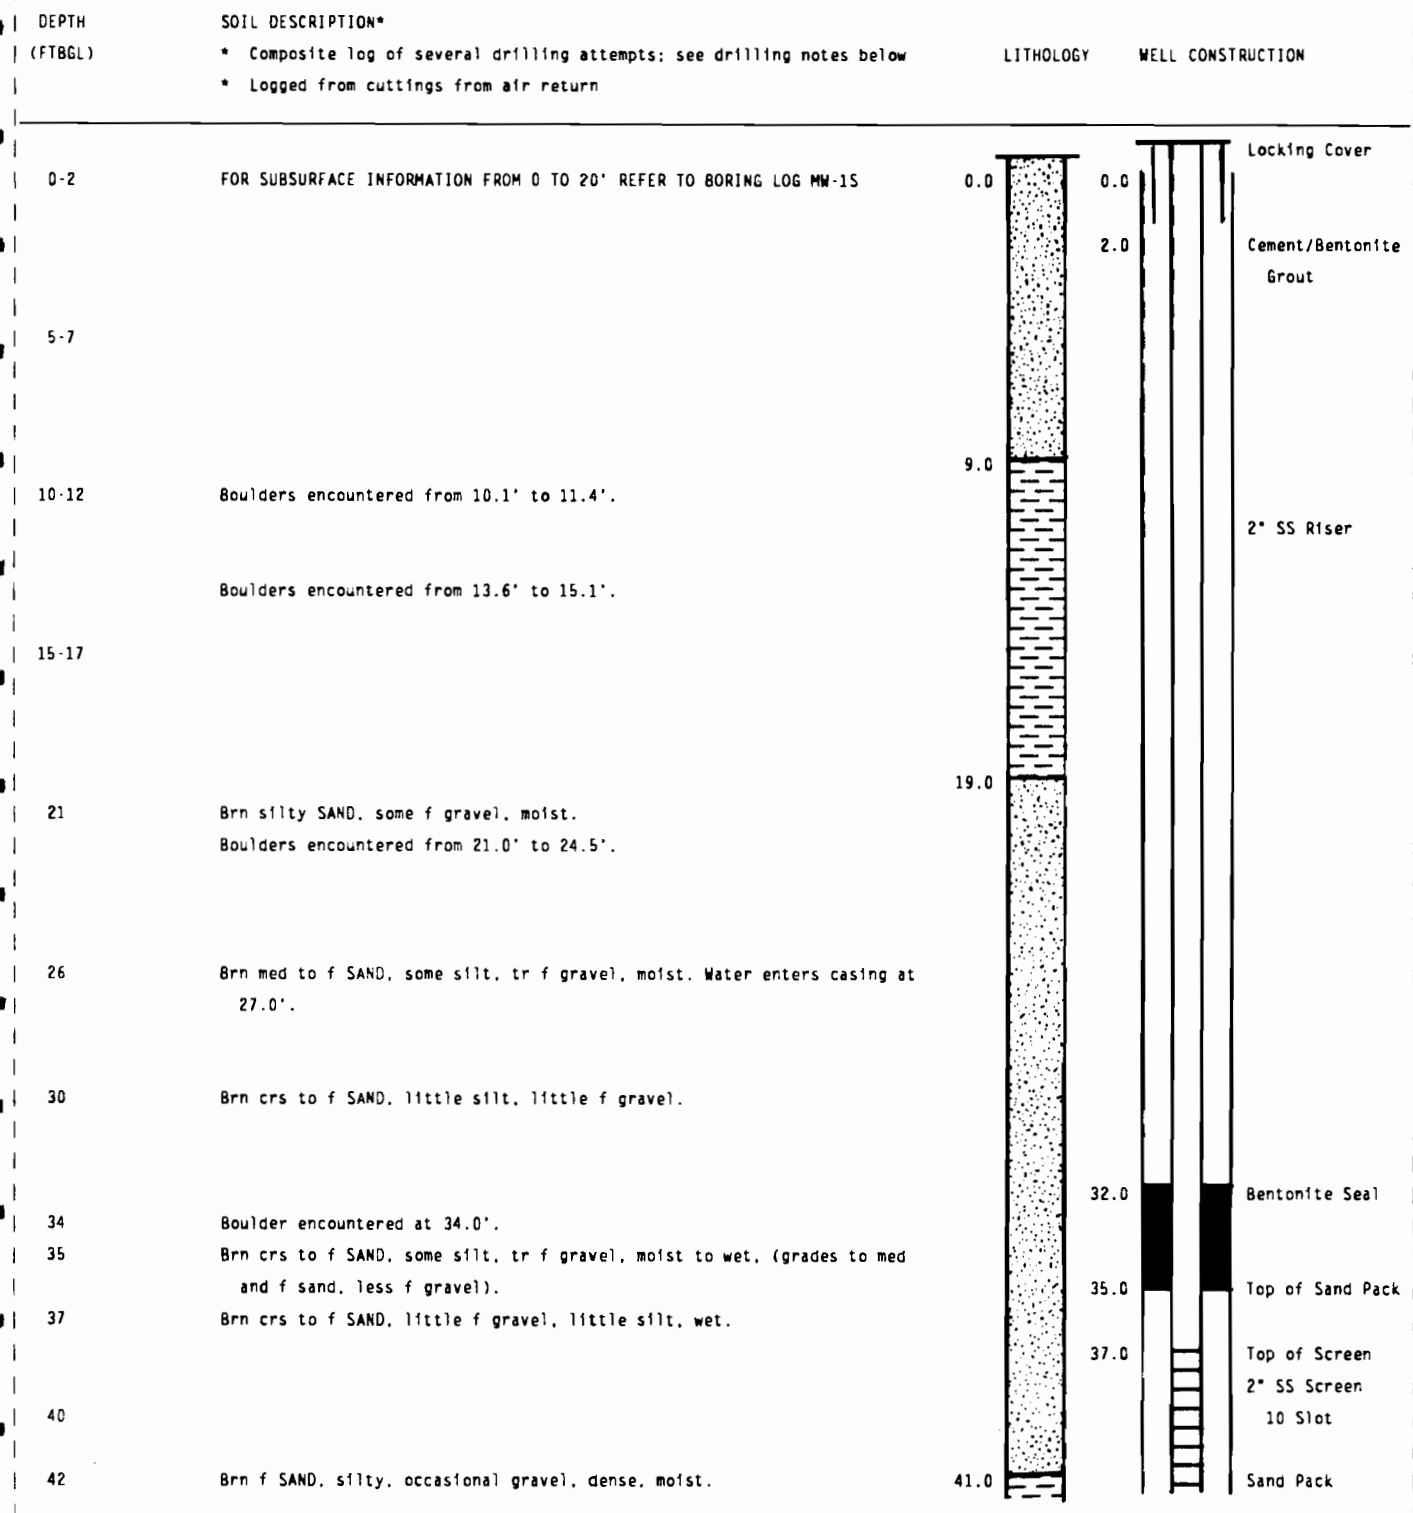 DEPTH SOIL DESCRIPTION*
(FTBGL) * Composite log of several drilling attempts; see drilling notes below LITHOLOGY WELL CONSTRUCTION
* Logged from cuttings from air return
Locking Cover
0-2 FOR SUBSURFACE INFORMATION FROM 0 TO 20' REFER TO BORING LOG MW-1S 0.0 0.0
2.0 Cement/Bentonite
Grout
5-7
9.0
10-12 Boulders encountered from 10.1' to 11.4'.
2" SS Riser
Boulders encountered from 13.6' to 15.1'.
15-17
19.0
21 Brn silty SAND, some f gravel, moist.
Boulders encountered from 21.0' to 24.5'.
26 Brn med to f SAND, some silt, tr f gravel, moist. Water enters casing at
27.0'.
30 Brn crs to f SAND, little silt, little f gravel.
32.0 Bentonite Seal
34 Boulder encountered at 34.0'.
35 Brn crs to f SAND, some silt, tr f gravel, moist to wet, (grades to med
and f sand, less f gravel).
35.0 Top of Sand Pack
37 Brn crs to f SAND, little f gravel, little silt, wet.
37.0 Top of Screen
2" SS Screen
40 10 Slot
42 Brn f SAND, silty, occasional gravel, dense, moist. 41.0 Sand Pack